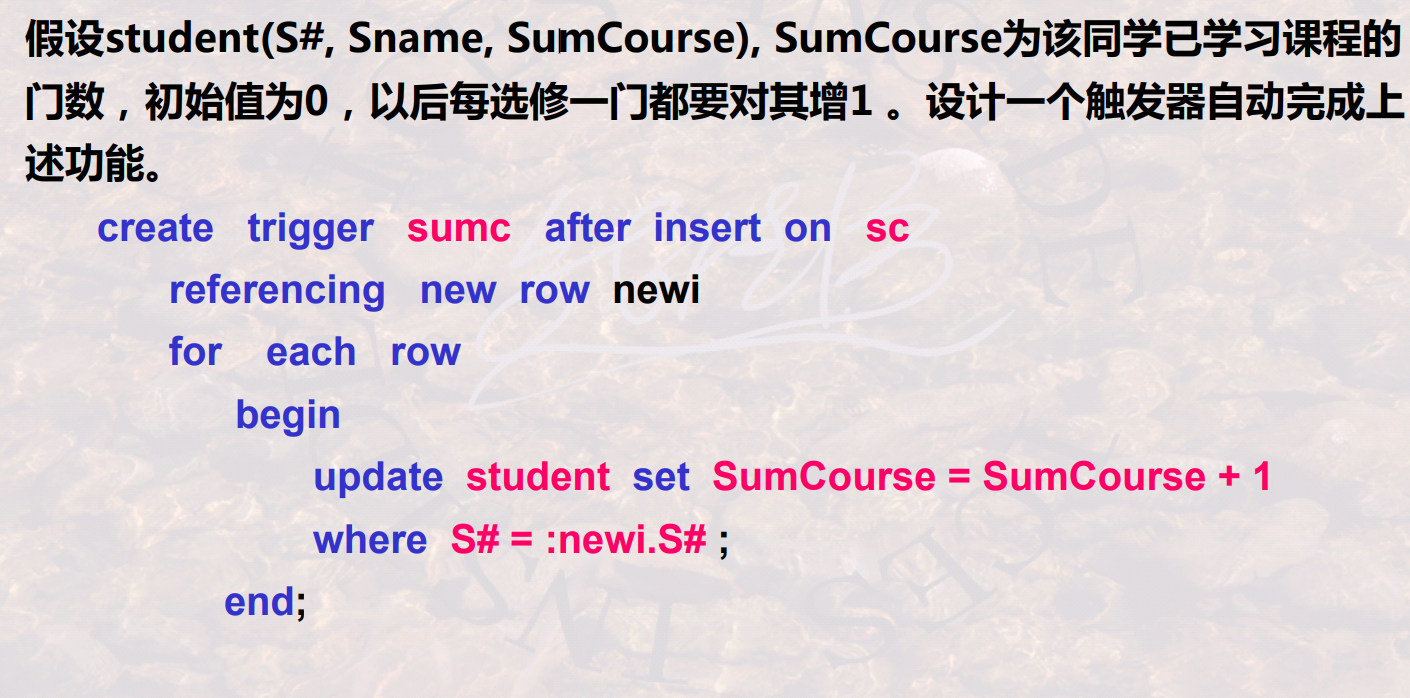 假设student(S#, Sname, SumCourse), SumCourse为该同学已学习课程的
门数，初始值为0，以后每选修一门都要对其增1 。设计一个触发器自动完成上
述功能。
create trigger sumc after insert on sc
referencing new row newi
for each row
begin
update student set SumCourse = SumCourse + 1
where S# = :newi.S# ;
end;